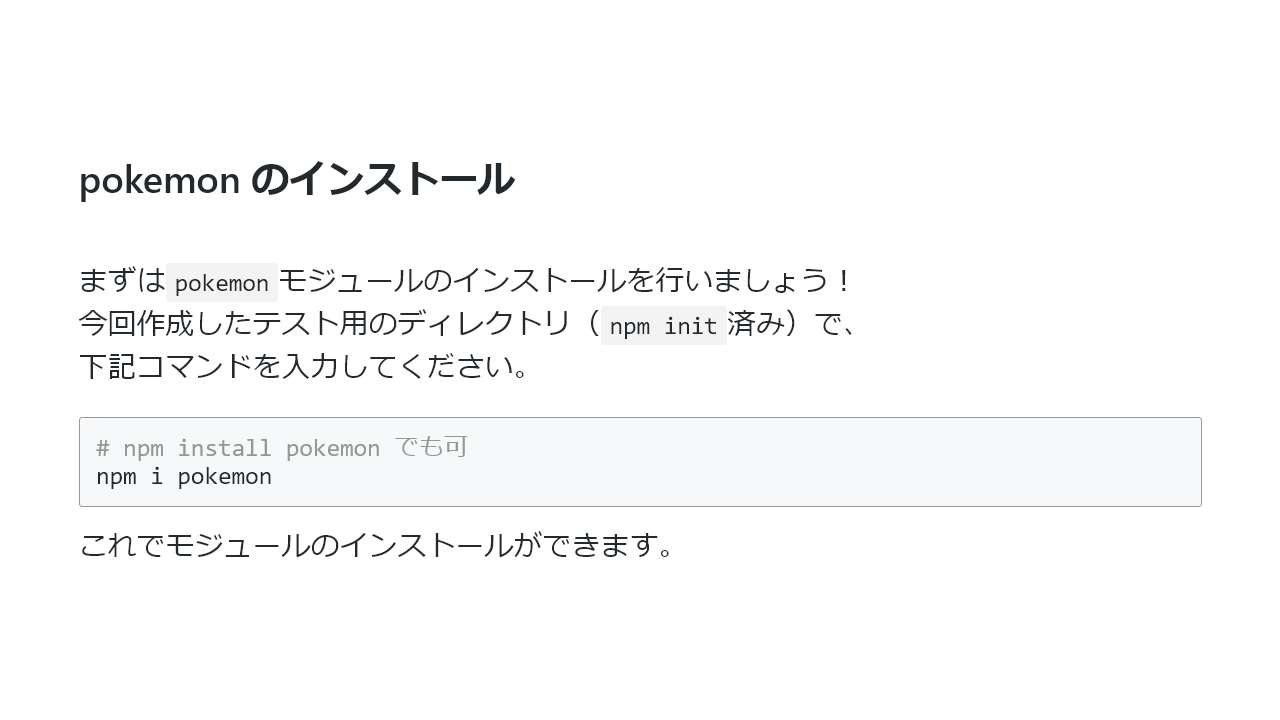 pokemon のインストール
まずはpokemonモジュールのインストールを行いましょう！
今回作成したテスト用のディレクトリ（npm init済み）で、
下記コマンドを入力してください。
# npm install pokemon でも可
npm i pokemon
これでモジュールのインストールができます。